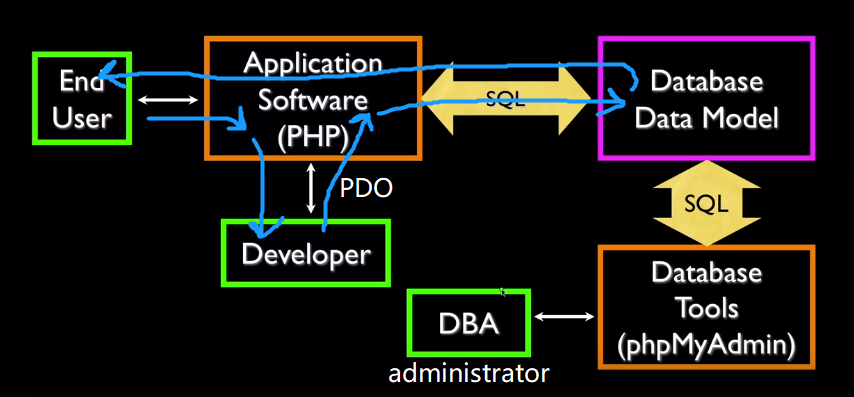 End
User
Application
Software
(PHP)
SQL
Database
Data Model
PDO
Developer
SQL
DBA
administrator
Database
Tools
(phpMyAdmin)